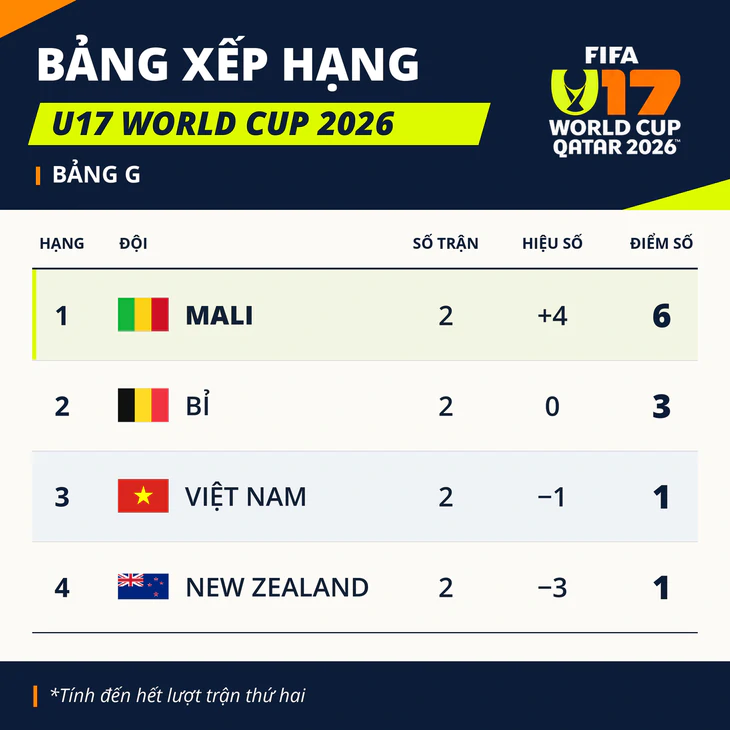 BẢNG XẾP HẠNG
U17 WORLD CUP 2026
BẢNG G
FIFA
U17
WORLD CUP
QATAR 2026™
HẠNG ĐỘI SỐ TRẬN HIỆU SỐ ĐIỂM SỐ
1 MALI 2 +4 6
2 BỈ 2 0 3
3 VIỆT NAM 2 −1 1
4 NEW ZEALAND 2 −3 1
*Tính đến hết lượt trận thứ hai